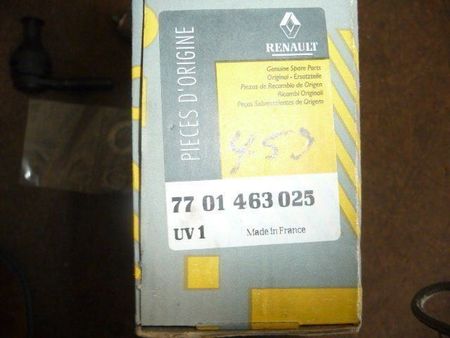 RENAULT
PIECES D'ORIGINE
Genuine Spare Parts
Original - Ersatzteile
Piezas de Recambio de Origen
Ricambi Originali
Peças Sobresselentes de Origem
450
77 01 463 025
UV 1
Made in France